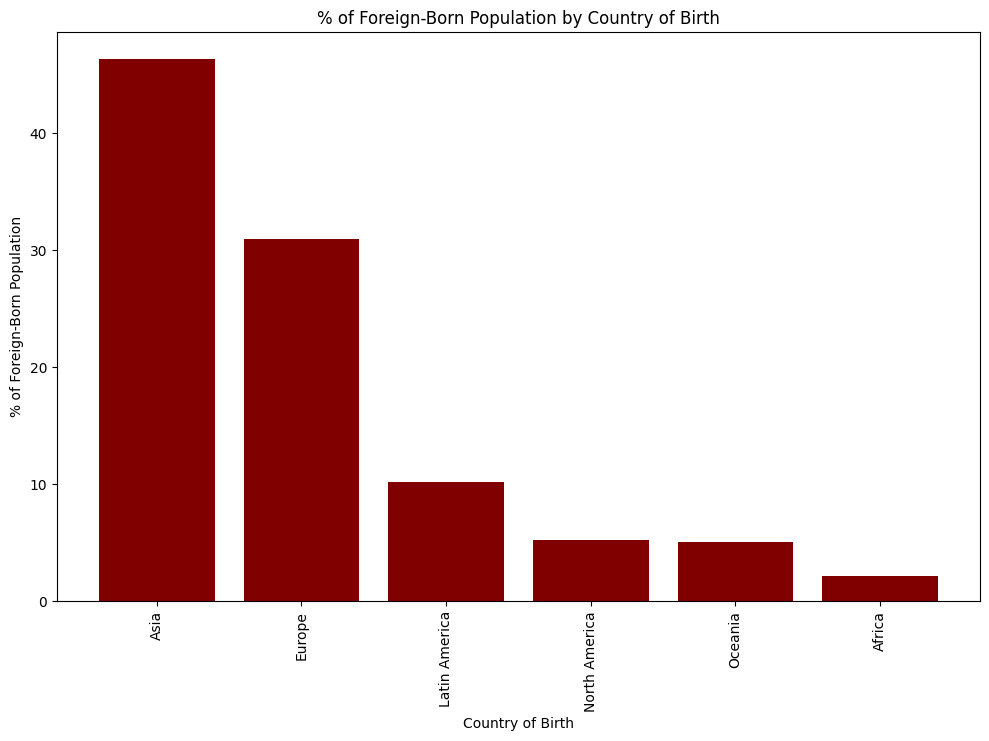 % of Foreign-Born Population by Country of Birth
% of Foreign-Born Population
40
30
20
10
0
Asia
Europe
Latin America
North America
Oceania
Africa
Country of Birth